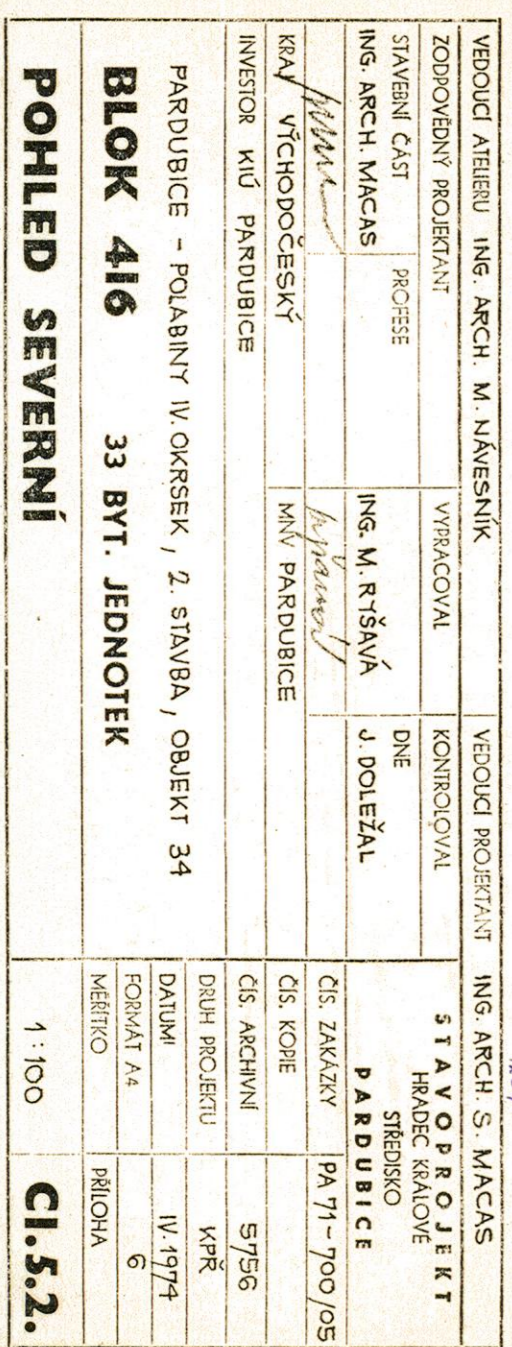 VEDOUCÍ ATELIERU ING. ARCH. M. NÁVESNÍK VEDOUCÍ PROJEKTANT ING. ARCH. S. MACAS
ZODPOVĚDNÝ PROJEKTANT VYPRACOVAL KONTROLOVAL
STAVEBNÍ ČÁST PROFESE DNE
ING. ARCH. MACAS ING. M. RYŠAVÁ J. DOLEŽAL
STAVOPROJEKT
HRADEC KRÁLOVÉ
STŘEDISKO
PARDUBICE
KRAJ VÝCHODOČESKÝ MNV PARDUBICE
INVESTOR KIÚ PARDUBICE
PARDUBICE - POLABINY IV. OKRSEK, 2. STAVBA, OBJEKT 34
BLOK 416 33 BYT. JEDNOTEK
POHLED SEVERNÍ
ČÍS. ZAKÁZKY PA 71-700/05
ČÍS. KOPIE
ČÍS. ARCHIVNÍ 5756
DRUH PROJEKTU KPŘ
DATUM IV. 1974
FORMÁT A4 6
MĚŘÍTKO PŘÍLOHA
1:100 CI.5.2.